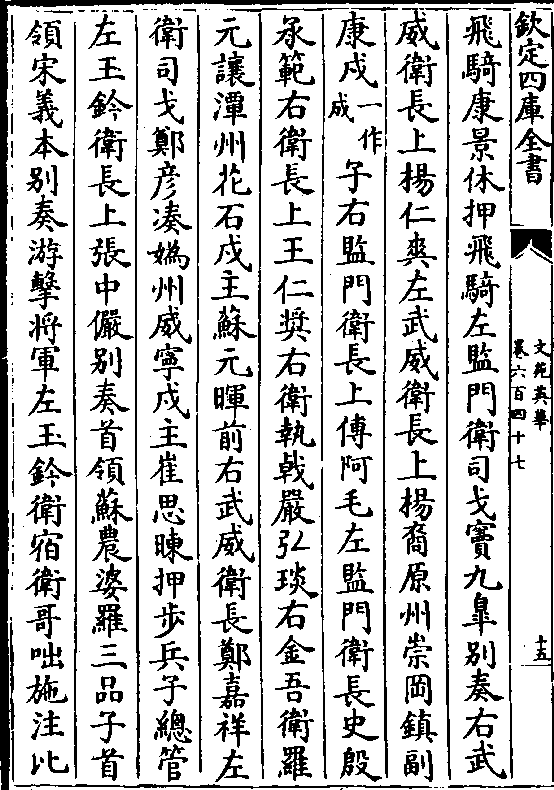 欽定四庫全書
文苑英華
卷六百四十七
十五
飛騎康景休押飛騎左監門衛司戈竇九臯别奏右武
威衛長上楊仁㢡左武威衛長上楊裔原州崇岡鎮副
康戍一作成子右監門衛長上傅阿毛左監門衛長史殷
承範右衛長上王仁奨右衛執㦸嚴弘琰右金吾衛羅
元讓潭州花石戍主蘇元暉前右武威衛長鄭嘉祥左
衛司戈鄭彦湊媯州威寧戍主崔思暕押步兵子總管
左玉鈐衛長上張中儼别奏首領蘇農婆羅三品子首
領宋義本别奏游擊將軍左玉鈐衛宿衛哥咄施注比